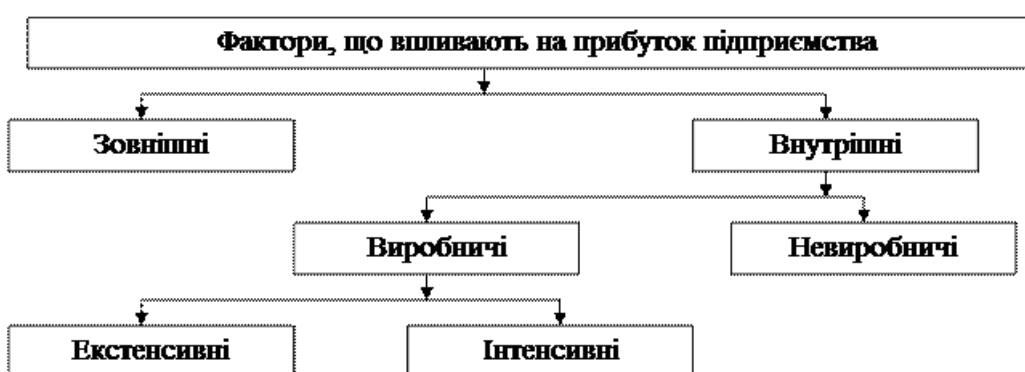 Фактори, що впливають на прибуток підприємства
Зовнішні
Внутрішні
Виробничі
Невиробничі
Екстенсивні
Інтенсивні